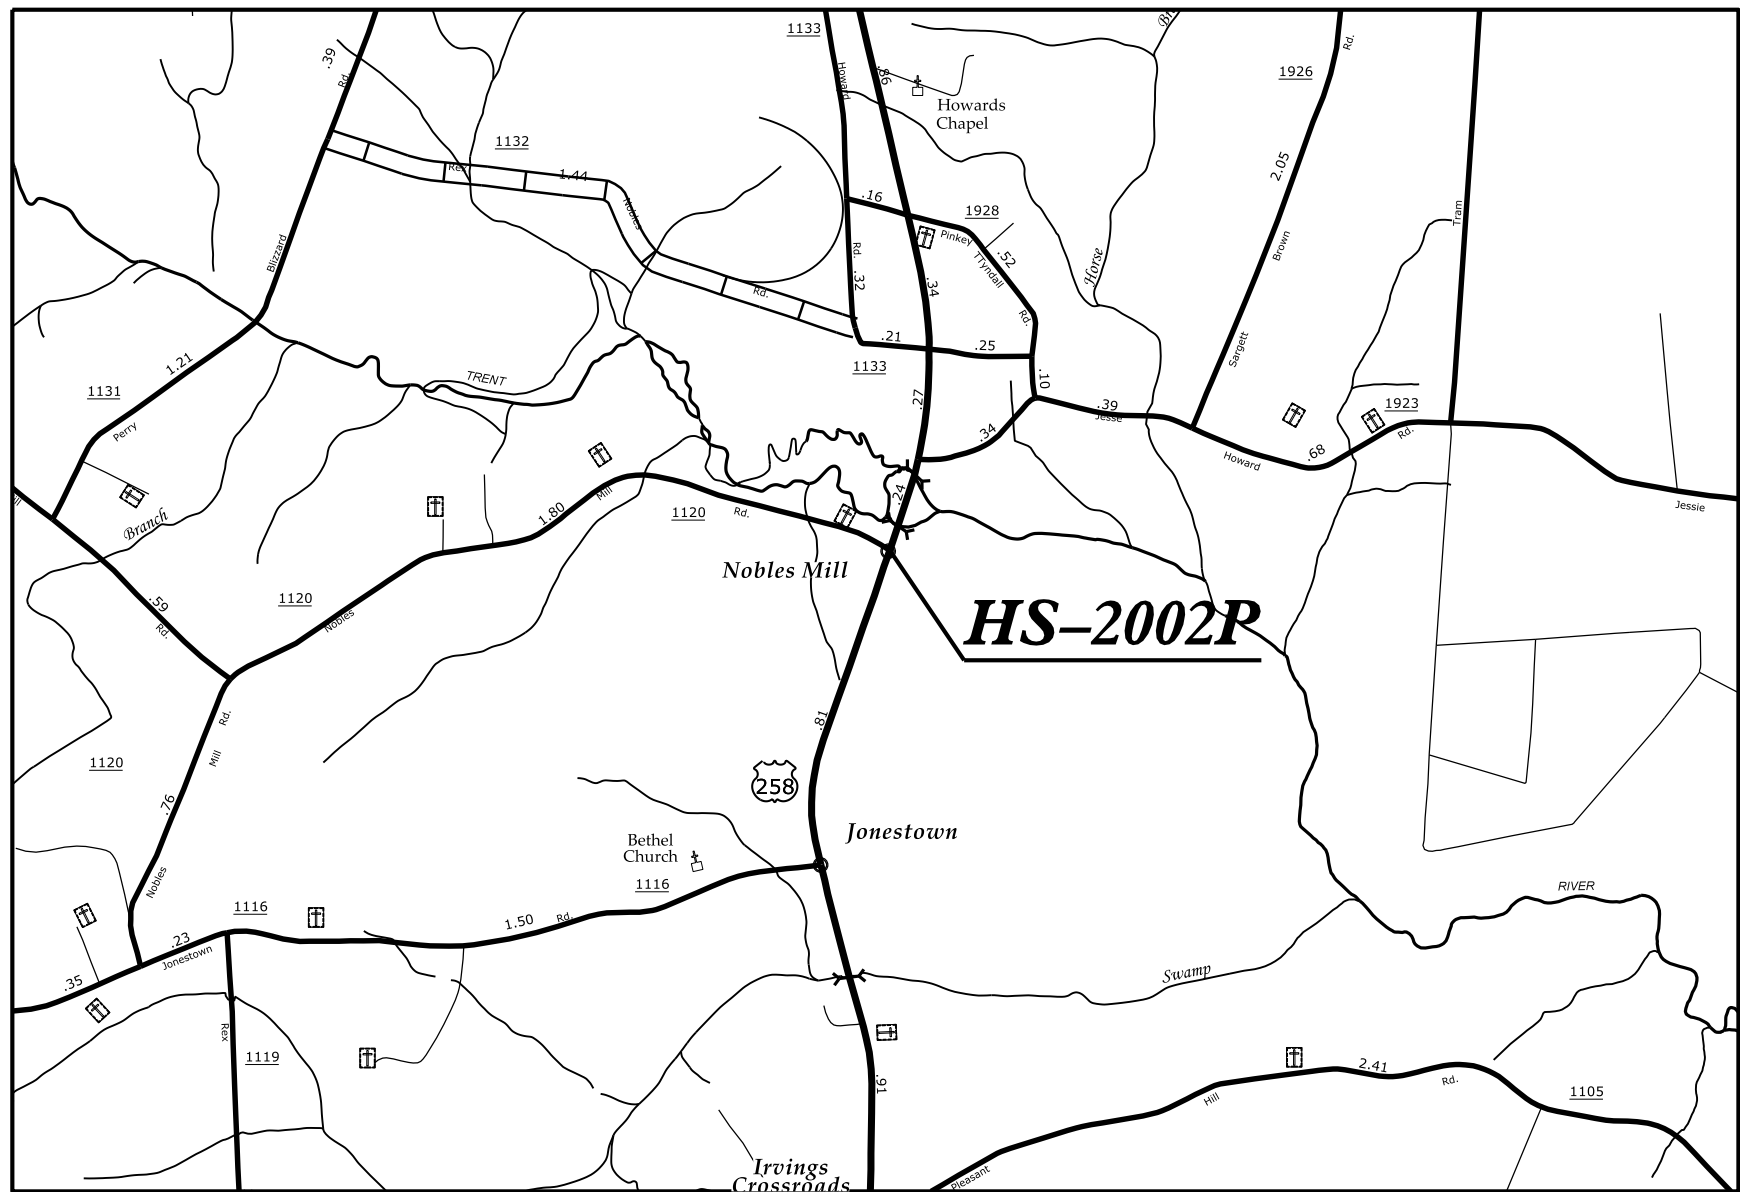 1133
Rd.
.39
Rd.
Howard
.86
1926
Howards
Chapel
1132
Rex
1.44
Nobles
.16
1928
2.05
Pinkey
TTyndall
.52
Tram
Blizzard
Rd.
.32
.34
Horse
Brown
Rd.
Rd.
.21
.25
1133
Sargett
1.21
1131
TRENT
.10
.27
.39
Jesse
1923
Perry
.34
Rd.
.68
Howard
Mill
.24
1120
Rd.
1.80
Branch
Jessie
Nobles Mill
HS–2002P
.59
Rd.
1120
Nobles
Rd.
.81
Mill
1120
258
.76
Jonestown
Bethel
Church
1116
Nobles
RIVER
1116
1.50
Rd.
.23
Jonestown
Swamp
.35
Rex
1119
.91
2.41
Rd.
Hill
1105
Irvings
Crossroads
Pleasant